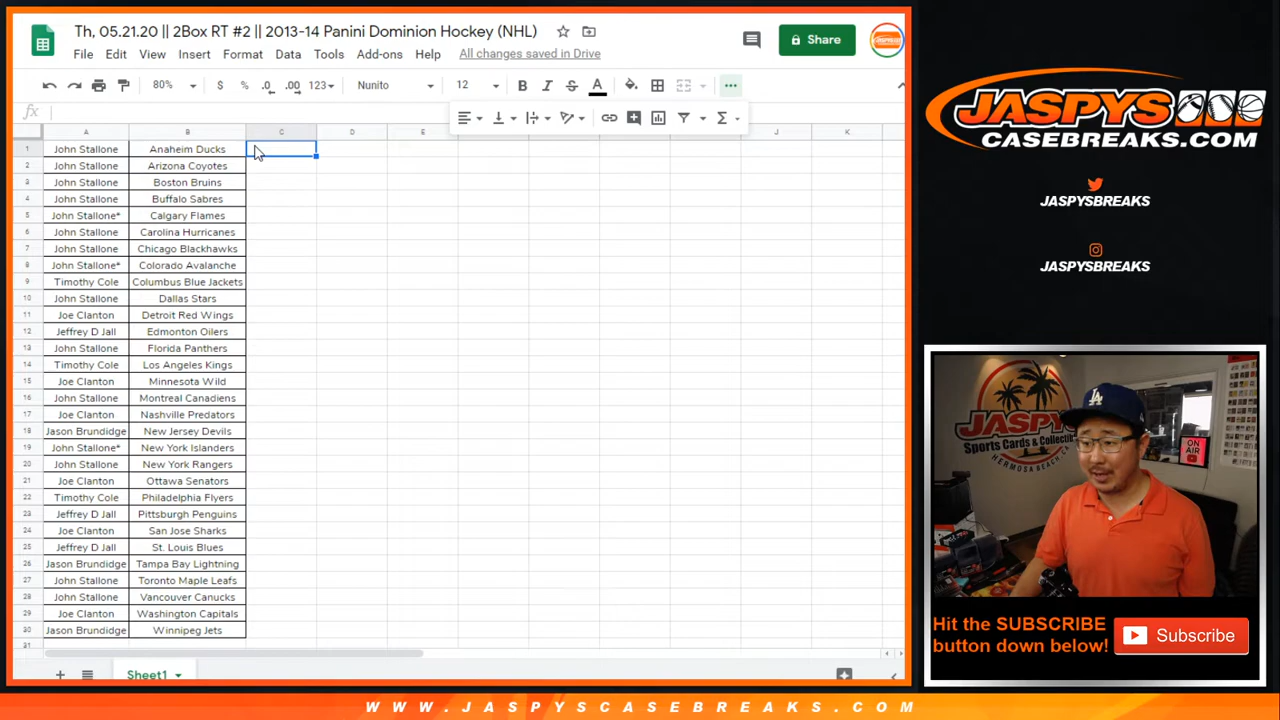 Th, 05.21.20 || 2Box RT #2 || 2013-14 Panini Dominion Hockey (NHL)
File Edit View Insert Format Data Tools Add-ons Help All changes saved in Drive
Share
80% $ % .0 .00 123 Nunito 12 B I S A
fx
A B C D E J K
1 John Stallone Anaheim Ducks
2 John Stallone Arizona Coyotes
3 John Stallone Boston Bruins
4 John Stallone Buffalo Sabres
5 John Stallone* Calgary Flames
6 John Stallone Carolina Hurricanes
7 John Stallone Chicago Blackhawks
8 John Stallone* Colorado Avalanche
9 Timothy Cole Columbus Blue Jackets
10 John Stallone Dallas Stars
11 Joe Clanton Detroit Red Wings
12 Jeffrey D Jall Edmonton Oilers
13 John Stallone Florida Panthers
14 Timothy Cole Los Angeles Kings
15 Joe Clanton Minnesota Wild
16 John Stallone Montreal Canadiens
17 Joe Clanton Nashville Predators
18 Jason Brundidge New Jersey Devils
19 John Stallone* New York Islanders
20 John Stallone New York Rangers
21 Joe Clanton Ottawa Senators
22 Timothy Cole Philadelphia Flyers
23 Jeffrey D Jall Pittsburgh Penguins
24 Joe Clanton San Jose Sharks
25 Jeffrey D Jall St. Louis Blues
26 Jason Brundidge Tampa Bay Lightning
27 John Stallone Toronto Maple Leafs
28 John Stallone Vancouver Canucks
29 Joe Clanton Washington Capitals
30 Jason Brundidge Winnipeg Jets
31
Sheet1
JASPYS
CASEBREAKS.COM
JASPYSBREAKS
JASPYSBREAKS
JASPYS
Sports Cards & Collectib
HERMOSA BEACH, CA
ON AIR
LA
Hit the SUBSCRIBE
button down below!
Subscribe
WWW.JASPYSCASEBREAKS.COM